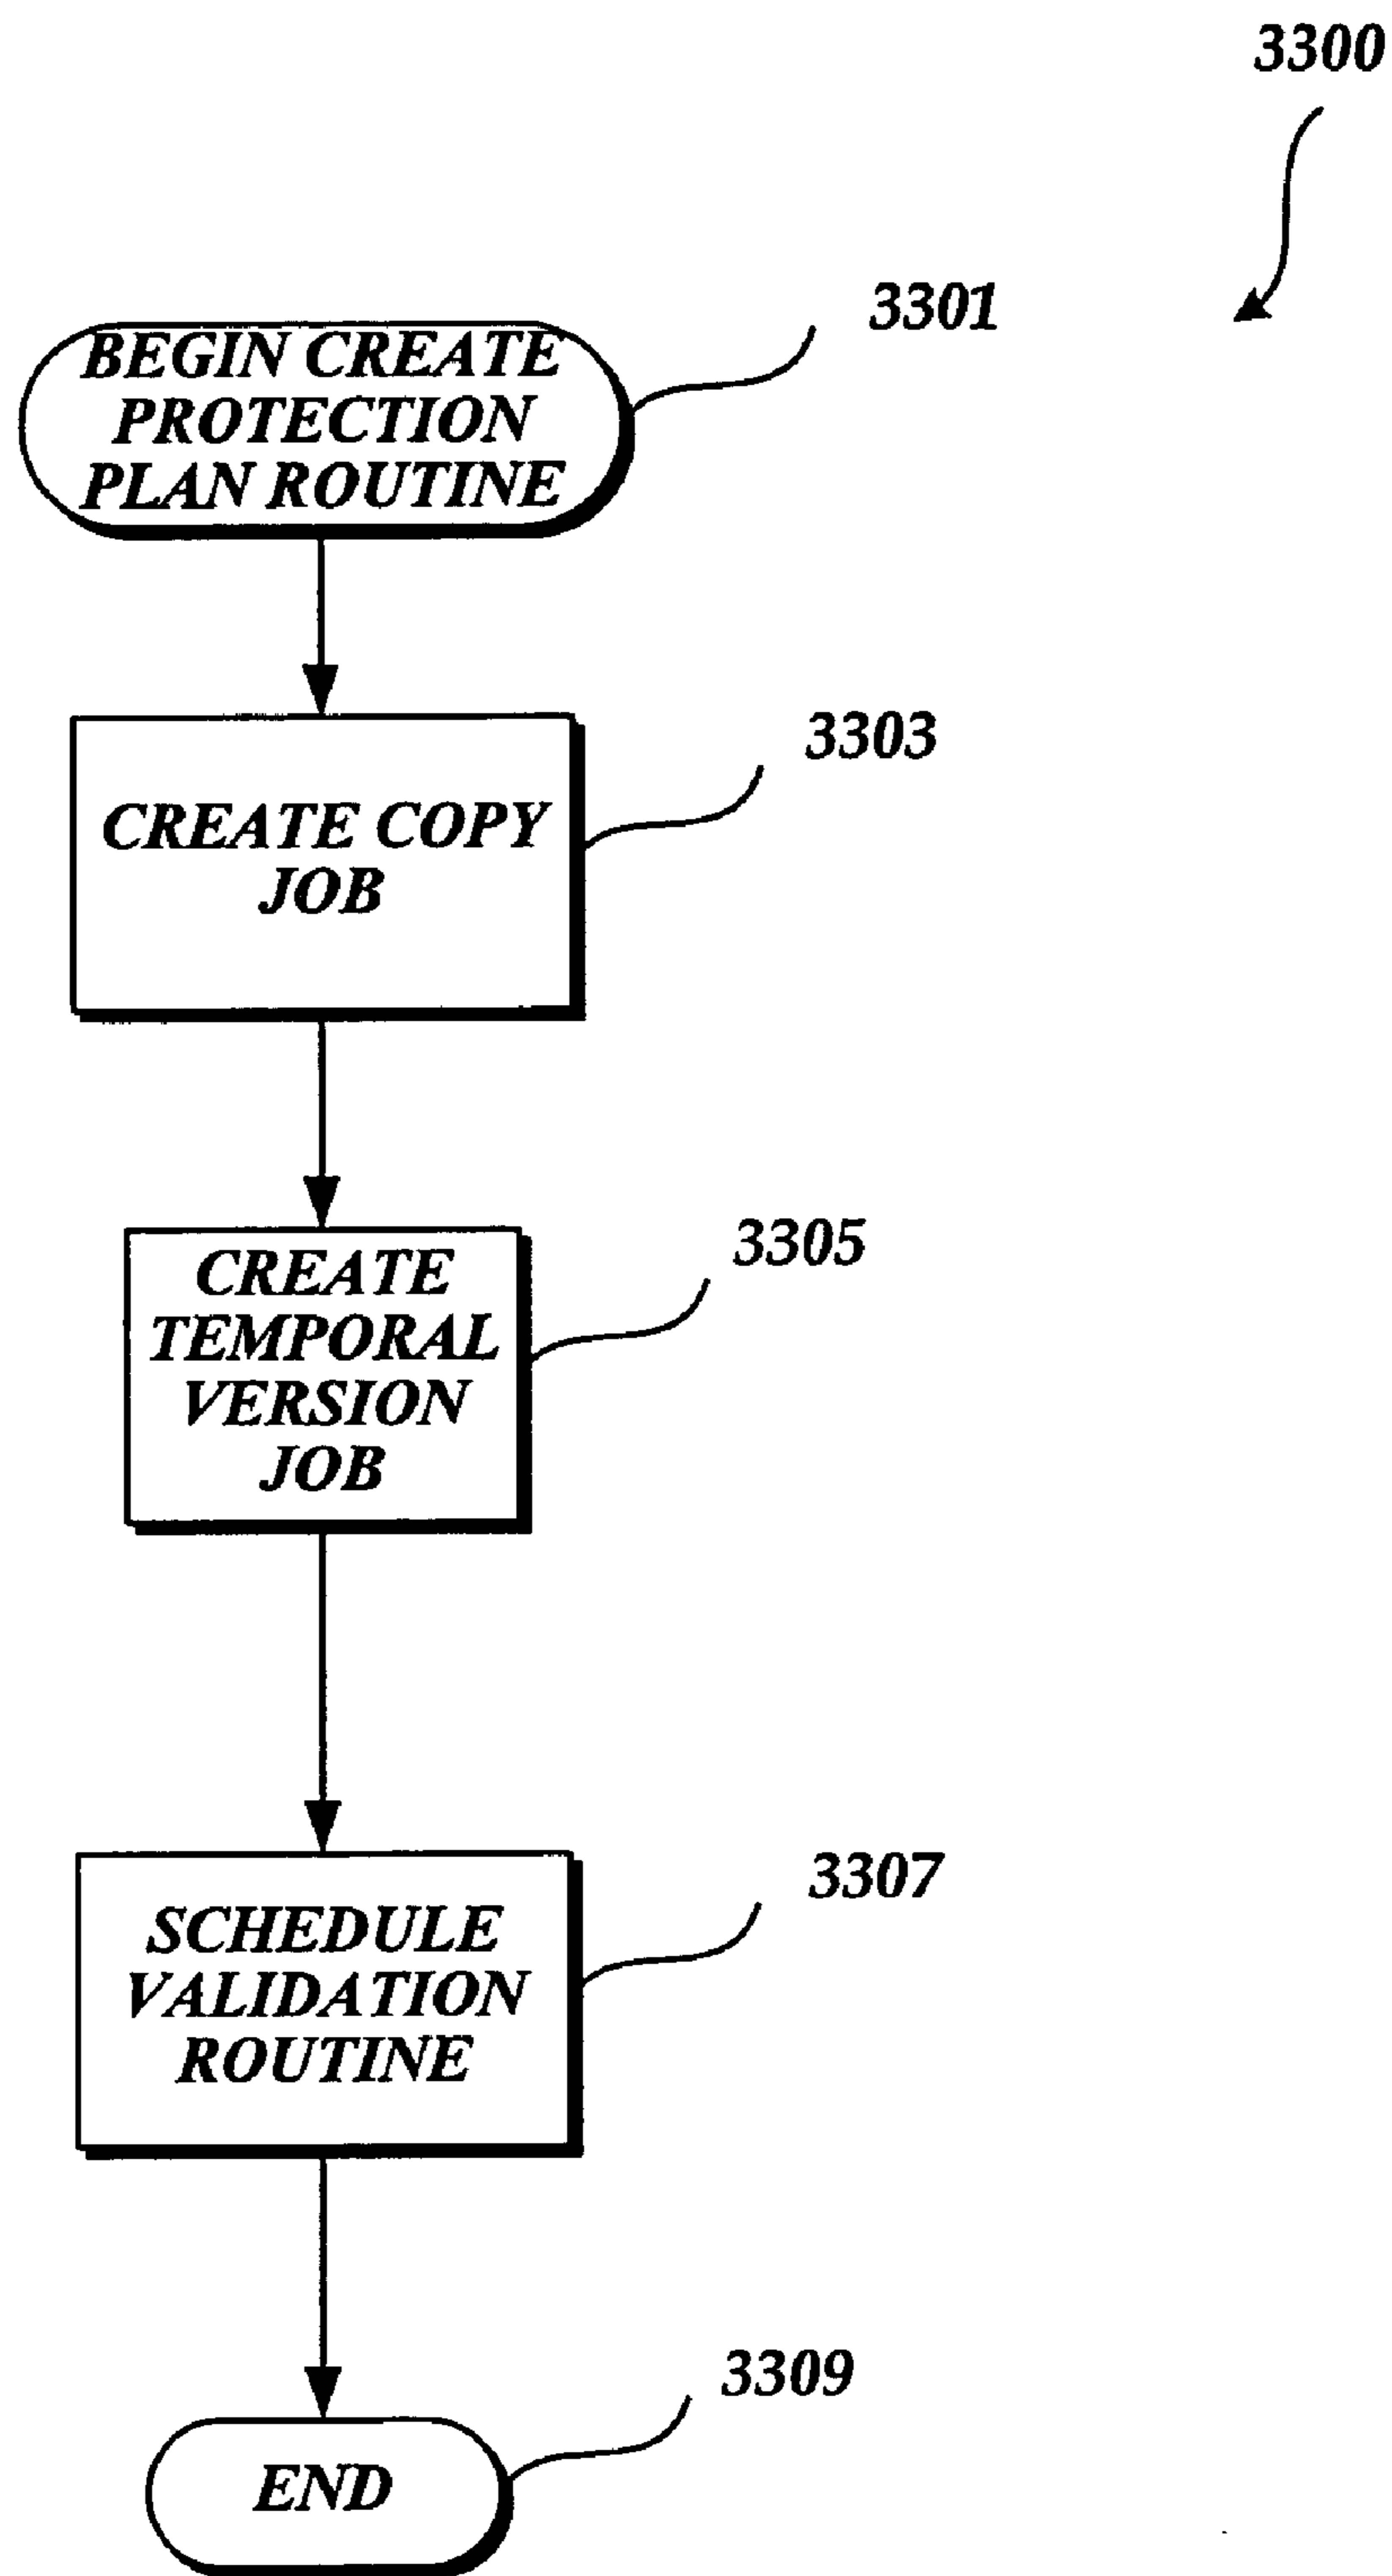 3300
3301
BEGIN CREATE
PROTECTION
PLAN ROUTINE
3303
CREATE COPY
JOB
3305
CREATE
TEMPORAL
VERSION
JOB
3307
SCHEDULE
VALIDATION
ROUTINE
3309
END